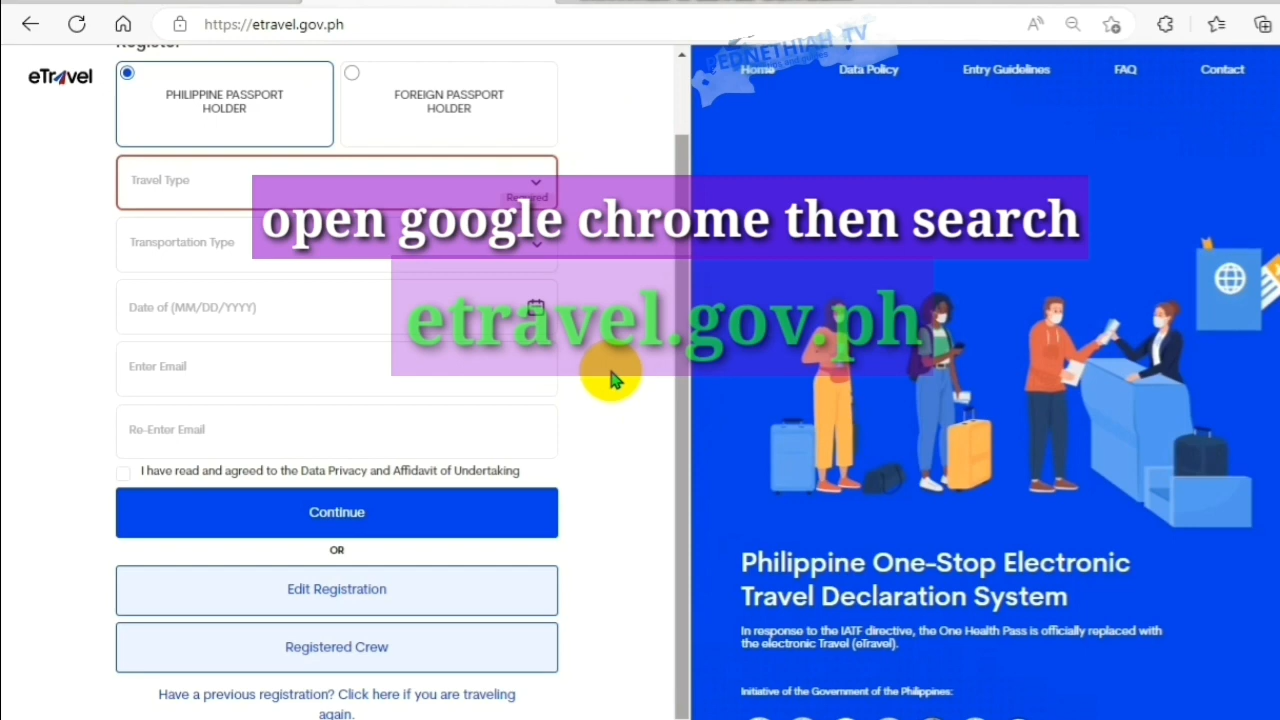 https://etravel.gov.ph
Register
eTravel
PHILIPPINE PASSPORT
HOLDER
FOREIGN PASSPORT
HOLDER
Travel Type
Required
Transportation Type
Date of (MM/DD/YYYY)
Enter Email
Re-Enter Email
I have read and agreed to the Data Privacy and Affidavit of Undertaking
Continue
OR
Edit Registration
Registered Crew
Have a previous registration? Click here if you are traveling
again.
PEDNETHIAH TV
Home
Data Policy
Entry Guidelines
FAQ
Contact
open google chrome then search
etravel.gov.ph
Philippine One-Stop Electronic
Travel Declaration System
In response to the IATF directive, the One Health Pass is officially replaced with
the electronic Travel (eTravel).
Initiative of the Government of the Philippines: